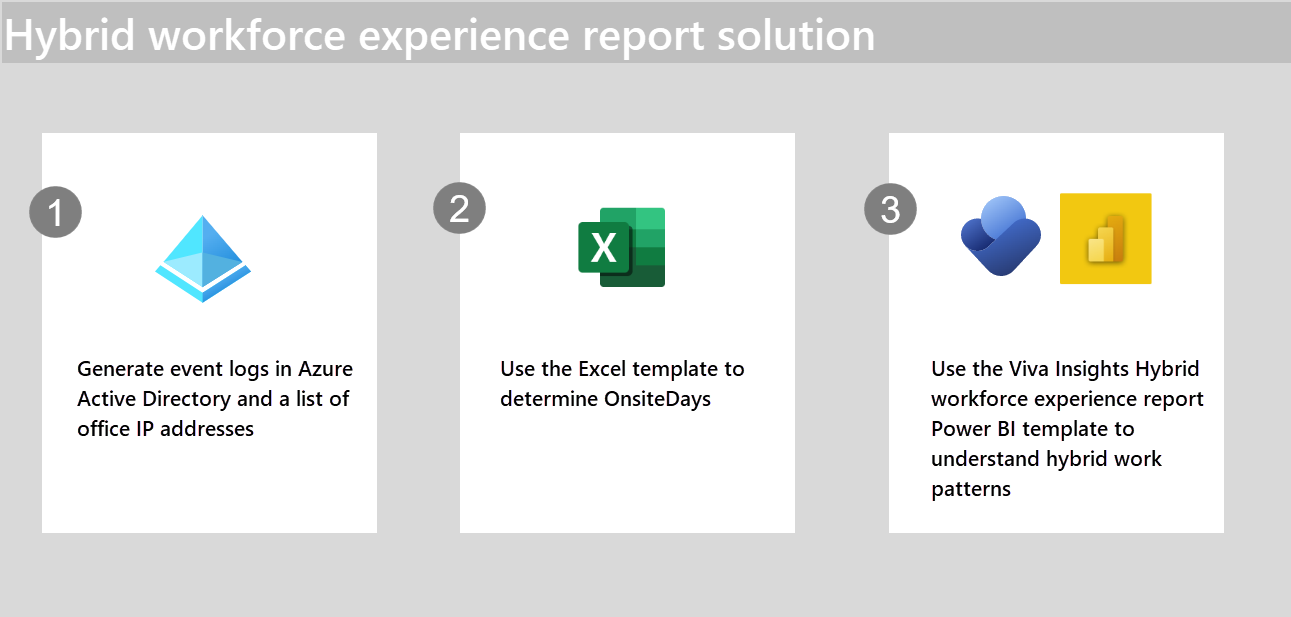 Hybrid workforce experience report solution
1
Generate event logs in Azure
Active Directory and a list of
office IP addresses
2
X
Use the Excel template to
determine OnsiteDays
3
Use the Viva Insights Hybrid
workforce experience report
Power BI template to
understand hybrid work
patterns